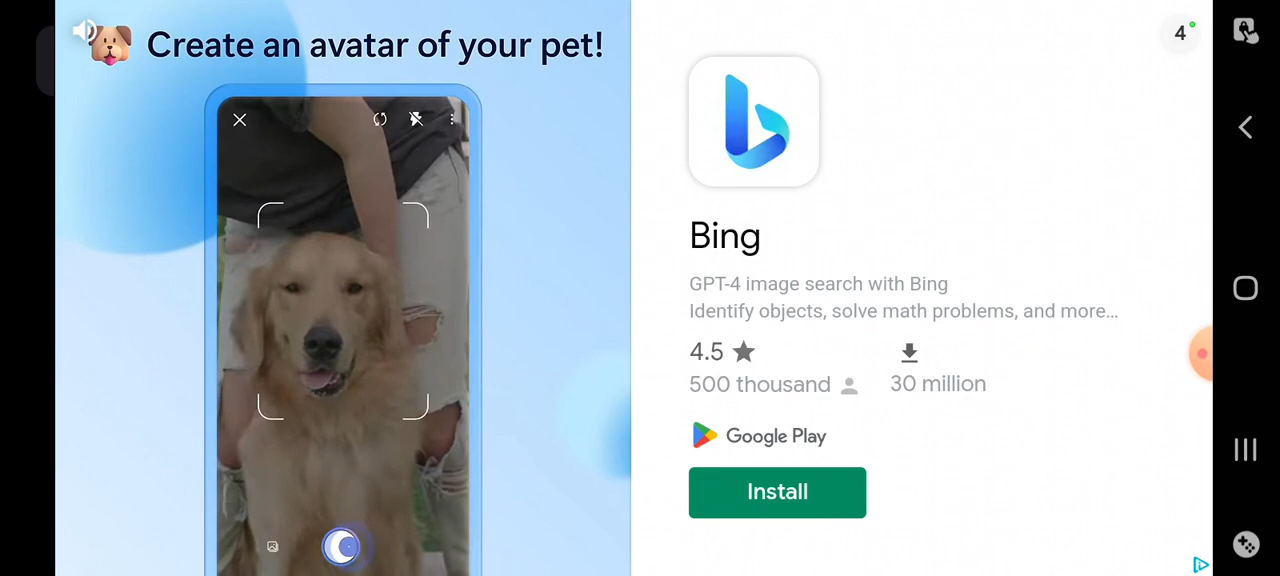 Create an avatar of your pet!
4
Bing
GPT-4 image search with Bing
Identify objects, solve math problems, and more...
4.5
500 thousand
30 million
Google Play
Install